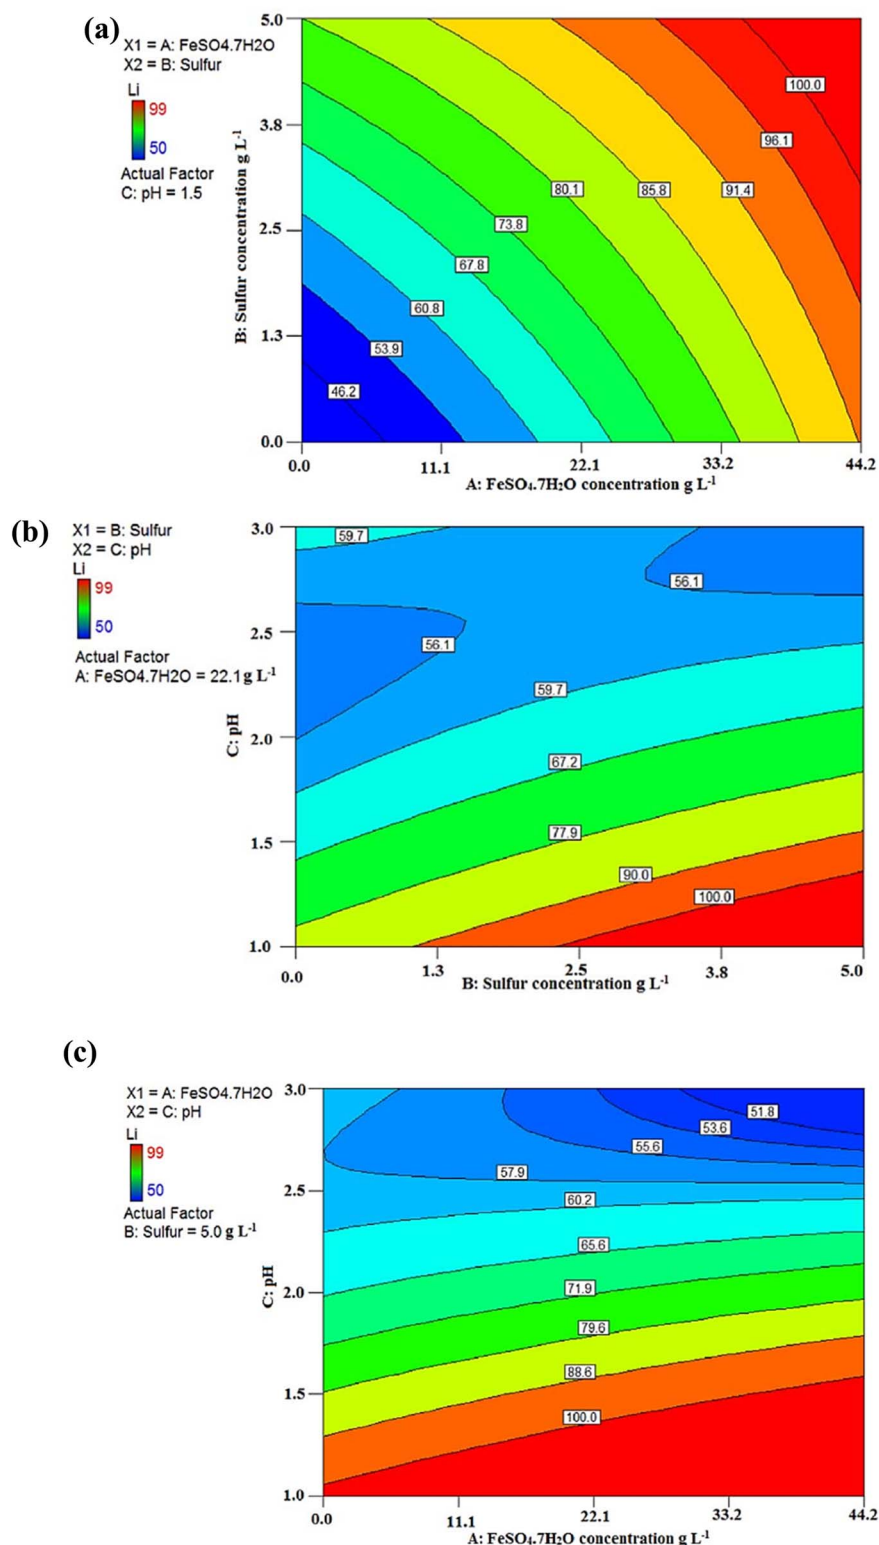 (a)
X1 = A: FeSO4.7H2O
X2 = B: Sulfur
Li
99
50
Actual Factor
C: pH = 1.5
B: Sulfur concentration g L⁻¹
5.0
3.8
2.5
1.3
0.0
100.0
96.1
91.4
85.8
80.1
73.8
67.8
60.8
53.9
46.2
0.0 11.1 22.1 33.2 44.2
A: FeSO₄.7H₂O concentration g L⁻¹
(b)
X1 = B: Sulfur
X2 = C: pH
Li
99
50
Actual Factor
A: FeSO4.7H2O = 22.1 g L⁻¹
C: pH
3.0
2.5
2.0
1.5
1.0
59.7
56.1
56.1
59.7
67.2
77.9
90.0
100.0
0.0 1.3 2.5 3.8 5.0
B: Sulfur concentration g L⁻¹
(c)
X1 = A: FeSO4.7H2O
X2 = C: pH
Li
99
50
Actual Factor
B: Sulfur = 5.0 g L⁻¹
C: pH
3.0
2.5
2.0
1.5
1.0
51.8
53.6
55.6
57.9
60.2
65.6
71.9
79.6
88.6
100.0
0.0 11.1 22.1 33.2 44.2
A: FeSO₄.7H₂O concentration g L⁻¹